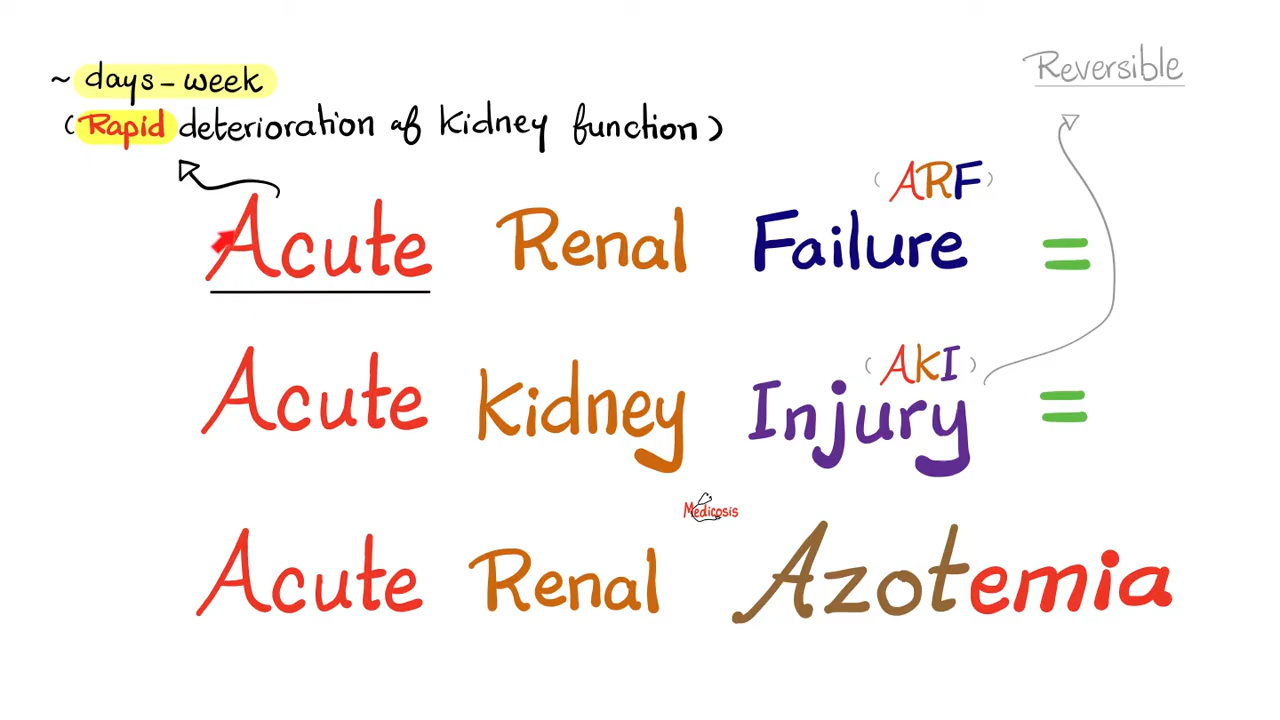 ~ days-week
Reversible
(Rapid deterioration of Kidney function)
(ARF)
Acute Renal Failure =
(AKI)
Acute Kidney Injury =
Medicosis
Acute Renal Azotemia